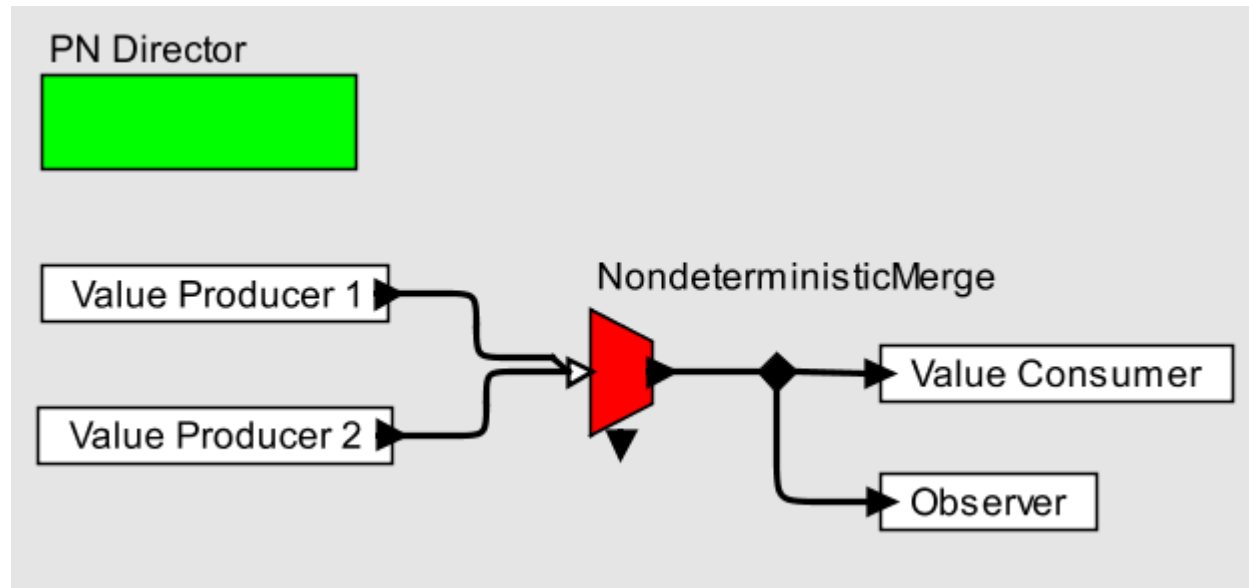 PN Director
Value Producer 1
NondeterministicMerge
Value Consumer
Value Producer 2
Observer